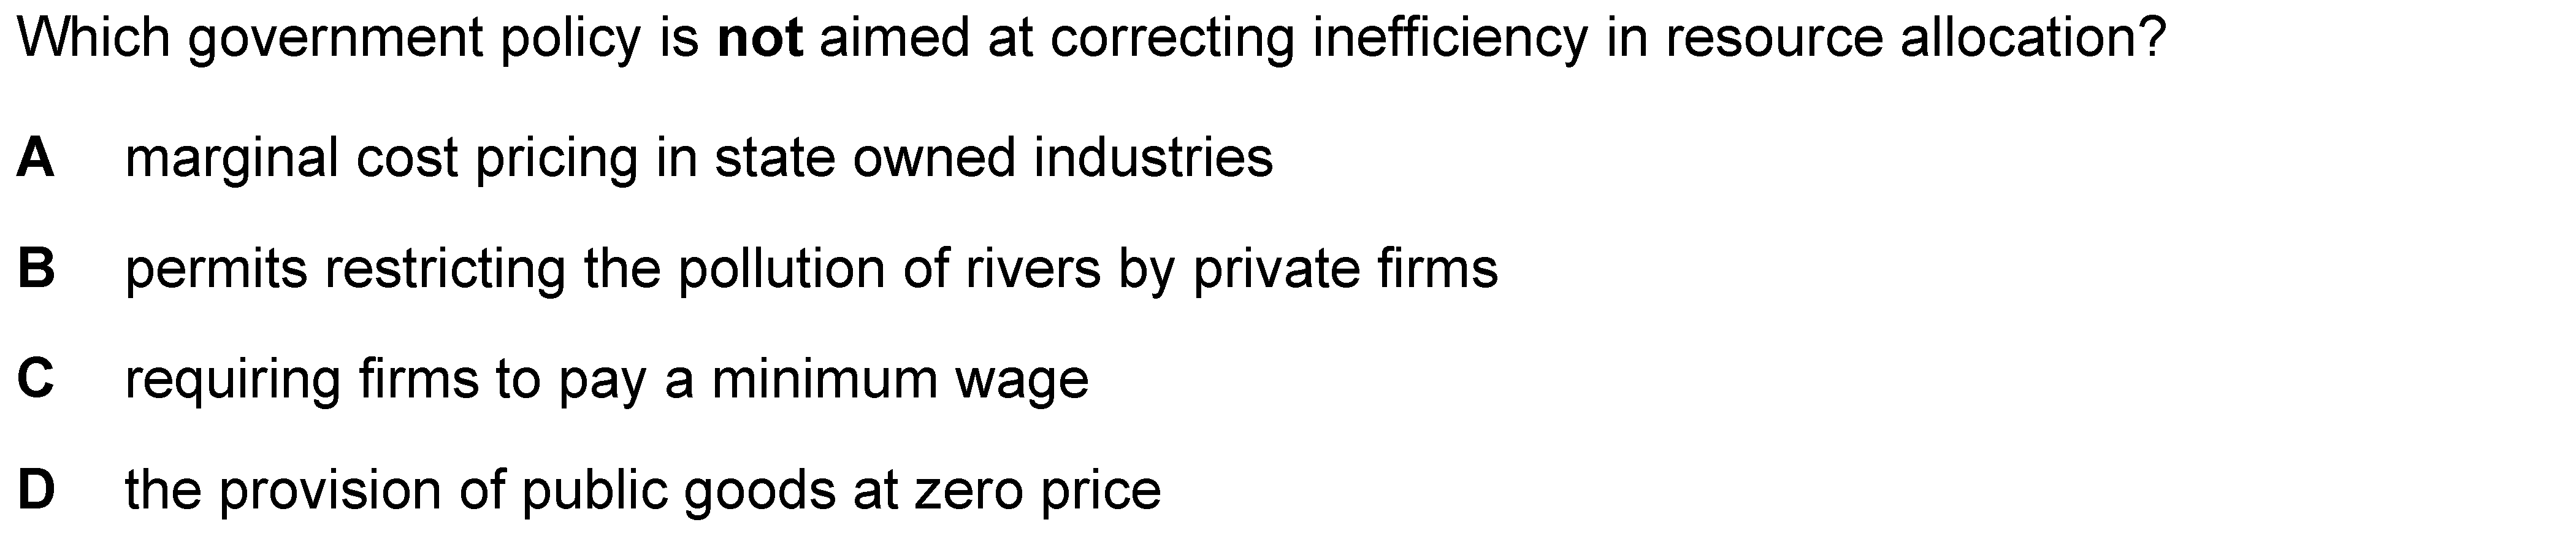 Which government policy is not aimed at correcting inefficiency in resource allocation?
A marginal cost pricing in state owned industries
B permits restricting the pollution of rivers by private firms
C requiring firms to pay a minimum wage
D the provision of public goods at zero price